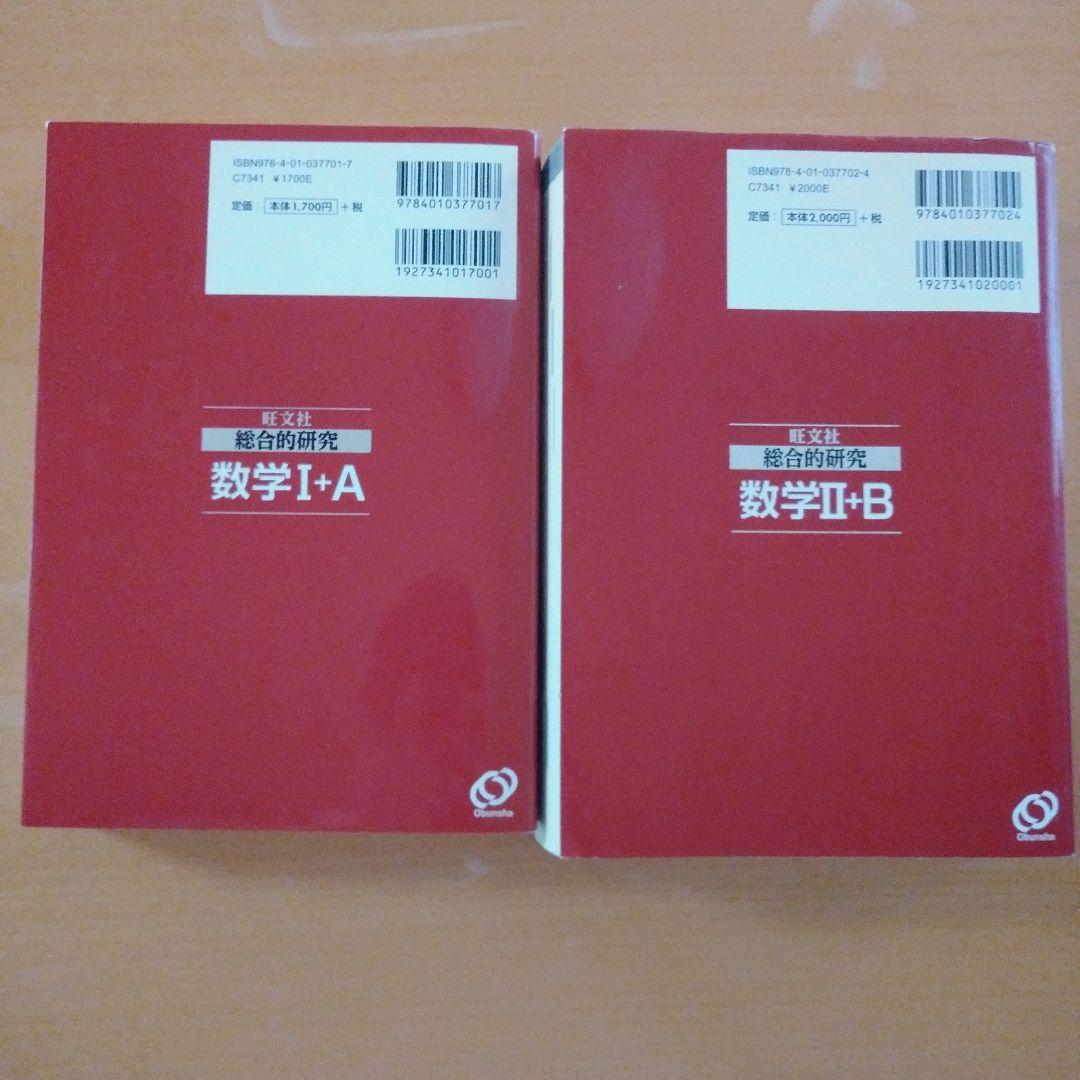 ISBN978-4-01-037701-7
C7341 ¥1700E
定価: 本体1,700円 +税
9784010377017
1927341017001
旺文社
総合的研究
数学I+A
Obunsha
ISBN978-4-01-037702-4
C7341 ¥2000E
定価: 本体2,000円 +税
9784010377024
1927341020001
旺文社
総合的研究
数学II+B
Obunsha